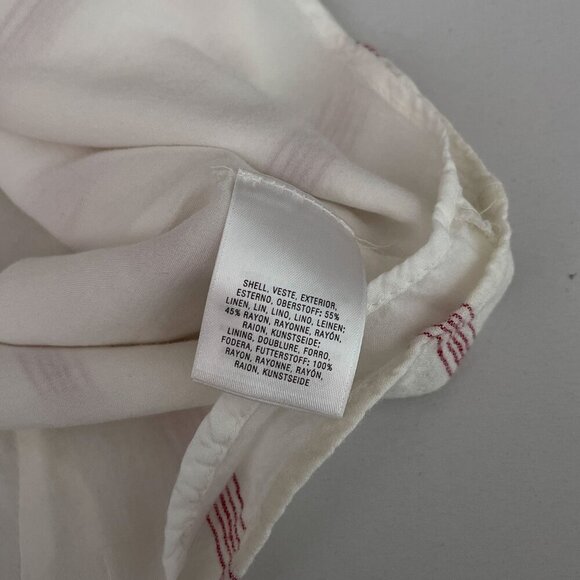 SHELL, VESTE, EXTERIOR,
ESTERNO, OBERSTOFF: 55%
LINEN, LIN, LINO, LINO, LEINEN;
45% RAYON, RAYONNE, RAYÓN,
RAION, KUNSTSEIDE;
LINING, DOUBLURE, FORRO,
FODERA, FUTTERSTOFF: 100%
RAYON, RAYONNE, RAYÓN,
RAION, KUNSTSEIDE